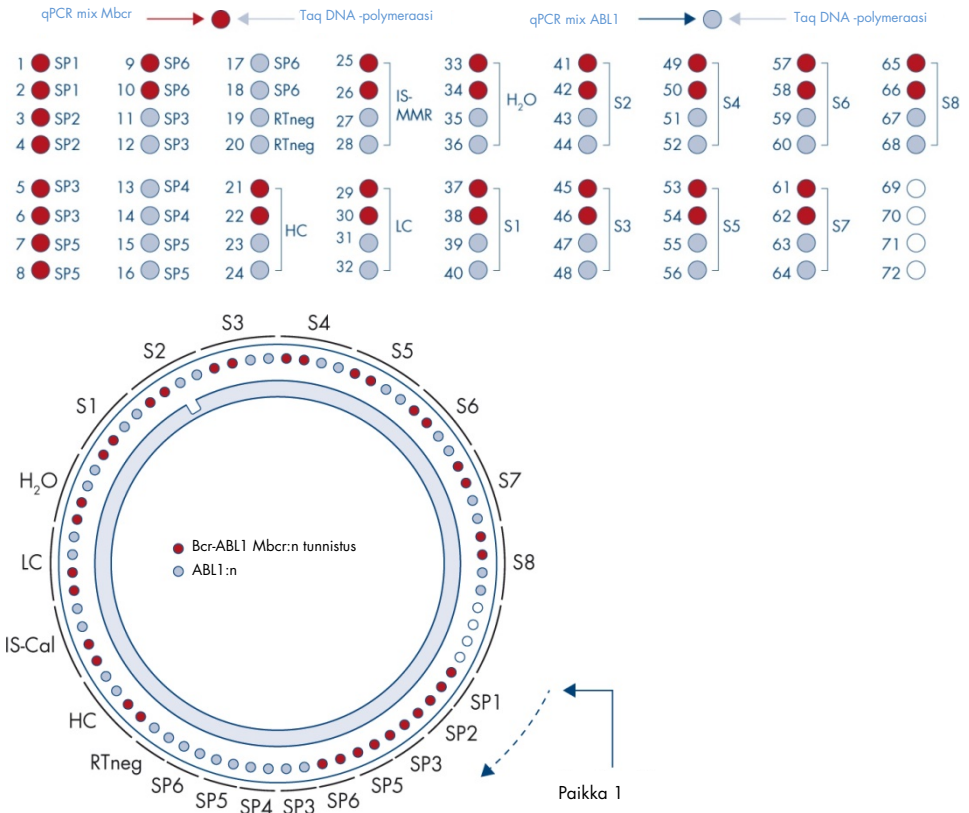 qPCR mix Mbcr Taq DNA -polymeraasi qPCR mix ABL1 Taq DNA -polymeraasi
1 SP1 9 SP6 17 SP6 25 33 41 49 57 65
2 SP1 10 SP6 18 SP6 26 34 42 50 58 66
IS-MMR H2O S2 S4 S6 S8
3 SP2 11 SP3 19 RTneg 27 35 43 51 59 67
4 SP2 12 SP3 20 RTneg 28 36 44 52 60 68
5 SP3 13 SP4 21 29 37 45 53 61 69
6 SP3 14 SP4 22 30 38 46 54 62 70
HC LC S1 S3 S5 S7
7 SP5 15 SP5 23 31 39 47 55 63 71
8 SP5 16 SP5 24 32 40 48 56 64 72
S3 S4
S2 S5
S1 S6
H2O S7
LC S8
Bcr-ABL1 Mbcr:n tunnistus
ABL1:n
IS-Cal
HC SP1
RTneg SP2
SP6 SP5 SP4 SP3 SP6 SP5 SP3
Paikka 1